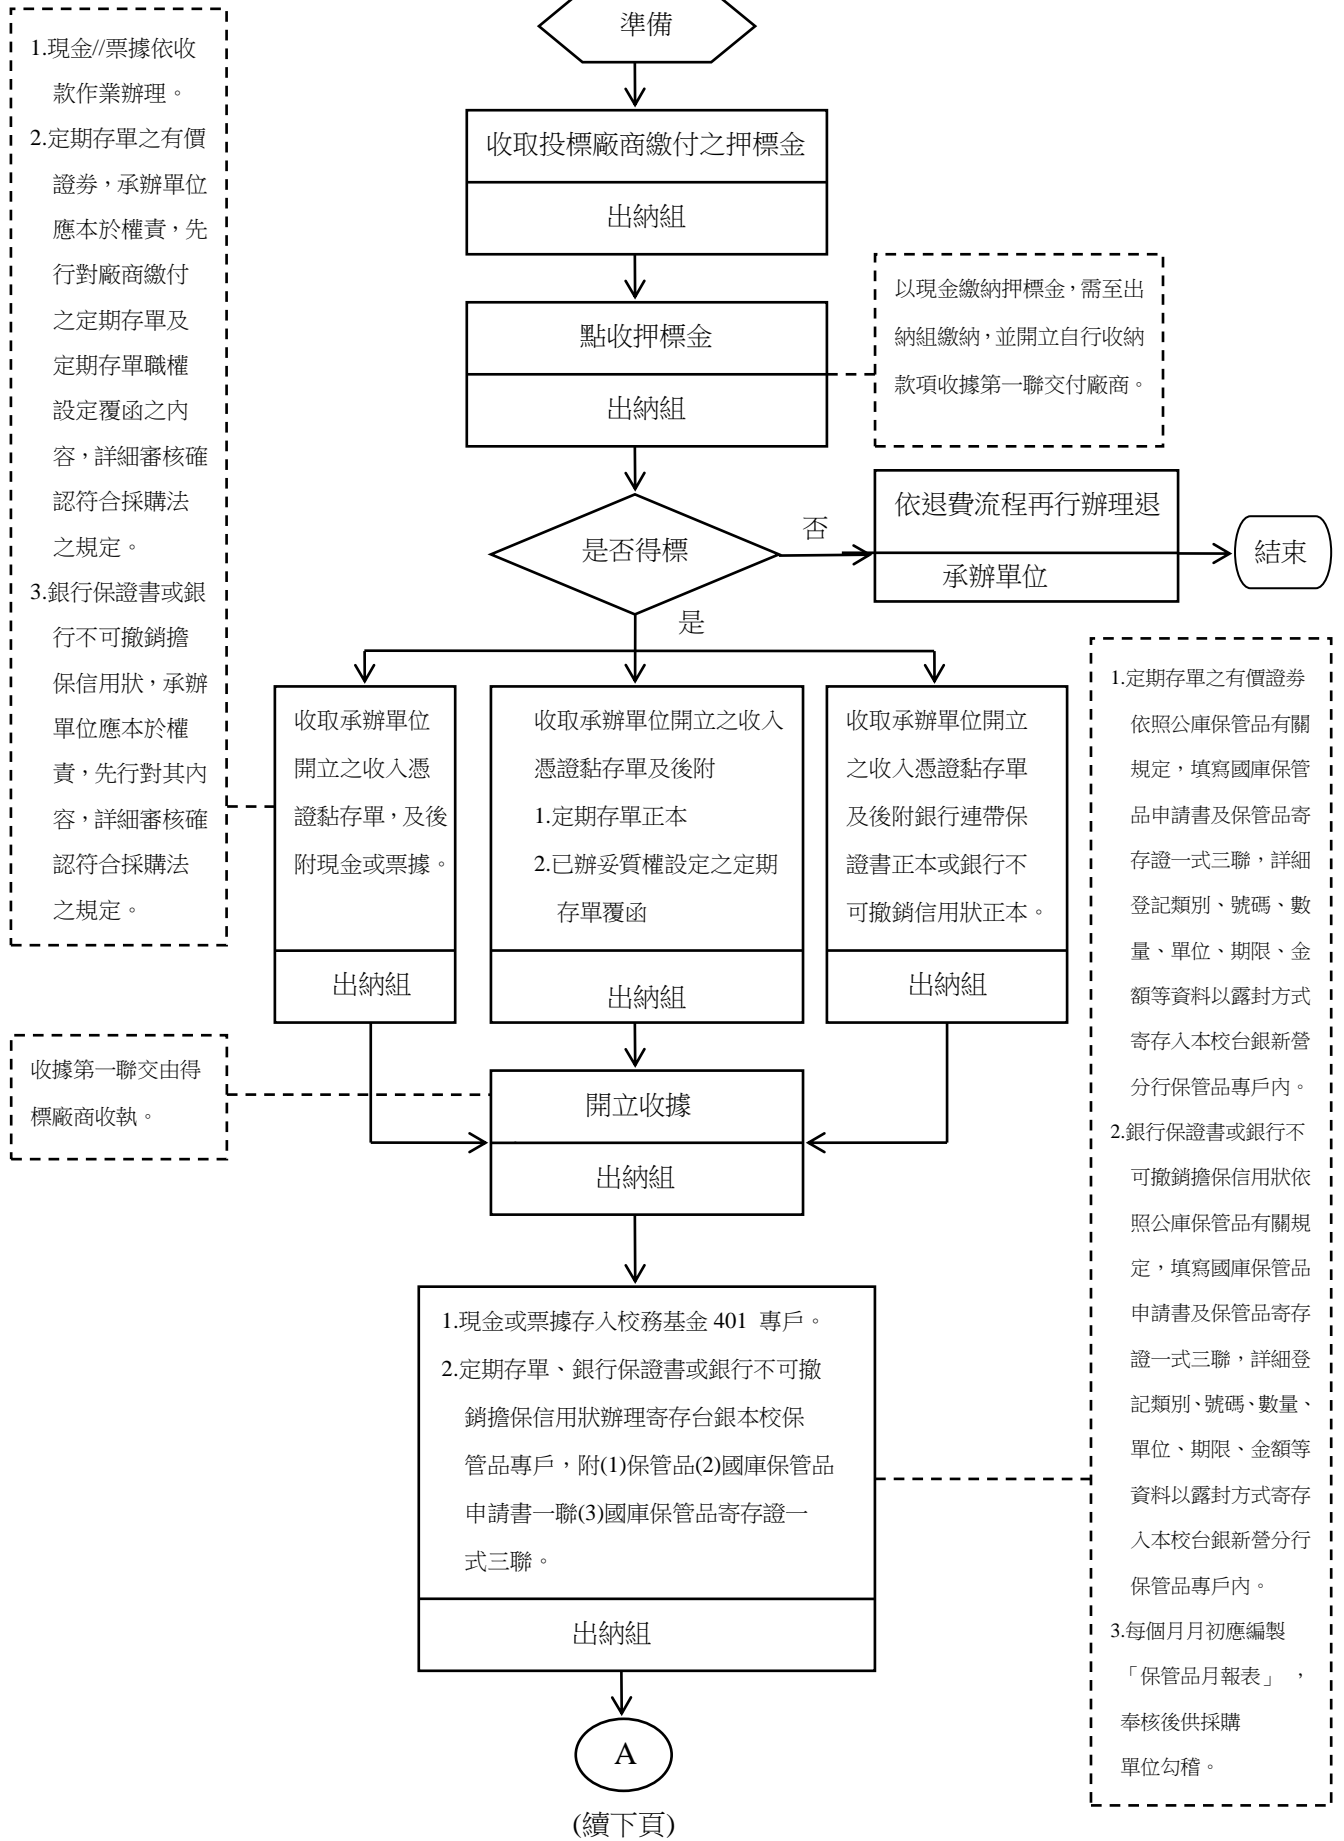 準備
1.現金//票據依收
款作業辦理。
2.定期存單之有價
證券，承辦單位
應本於權責，先
行對廠商繳付
之定期存單及
定期存單職權
設定覆函之內
容，詳細審核確
認符合採購法
之規定。
3.銀行保證書或銀
行不可撤銷擔
保信用狀，承辦
單位應本於權
責，先行對其內
容，詳細審核確
認符合採購法
之規定。
收取投標廠商繳付之押標金
出納組
點收押標金
出納組
以現金繳納押標金，需至出
納組繳納，並開立自行收納
款項收據第一聯交付廠商。
是否得標
否
依退費流程再行辦理退
承辦單位
結束
是
收取承辦單位
開立之收入憑
證黏存單，及後
附現金或票據。
出納組
收取承辦單位開立之收入
憑證黏存單及後附
1.定期存單正本
2.已辦妥質權設定之定期
存單覆函
出納組
收取承辦單位開立
之收入憑證黏存單
及後附銀行連帶保
證書正本或銀行不
可撤銷信用狀正本。
出納組
收據第一聯交由得
標廠商收執。
開立收據
出納組
1.現金或票據存入校務基金 401 專戶。
2.定期存單、銀行保證書或銀行不可撤
銷擔保信用狀辦理寄存台銀本校保
管品專戶，附(1)保管品(2)國庫保管品
申請書一聯(3)國庫保管品寄存證一
式三聯。
出納組
1.定期存單之有價證券
依照公庫保管品有關
規定，填寫國庫保管
品申請書及保管品寄
存證一式三聯，詳細
登記類別、號碼、數
量、單位、期限、金
額等資料以露封方式
寄存入本校台銀新營
分行保管品專戶內。
2.銀行保證書或銀行不
可撤銷擔保信用狀依
照公庫保管品有關規
定，填寫國庫保管品
申請書及保管品寄存
證一式三聯，詳細登
記類別、號碼、數量、
單位、期限、金額等
資料以露封方式寄存
入本校台銀新營分行
保管品專戶內。
3.每個月月初應編製
「保管品月報表」，
奉核後供採購
單位勾稽。
A
(續下頁)